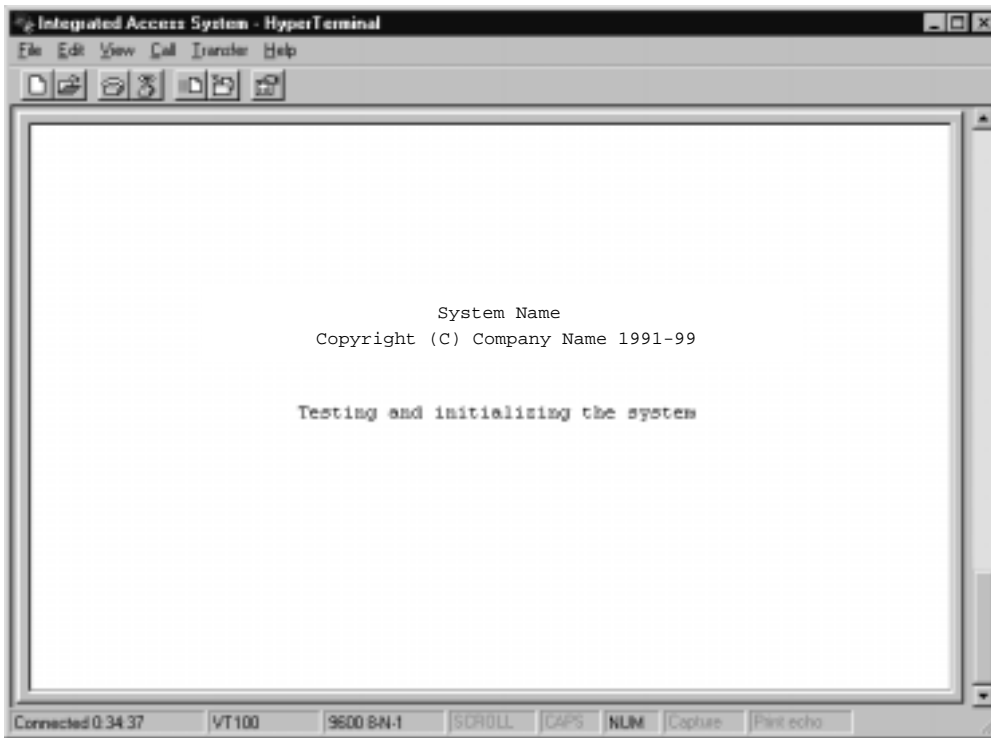 Integrated Access System - HyperTerminal
File Edit View Call Transfer Help
System Name
Copyright (C) Company Name 1991-99
Testing and initializing the system
Connected 0:34:37 VT100 9600 8-N-1 SCROLL CAPS NUM Capture Print echo